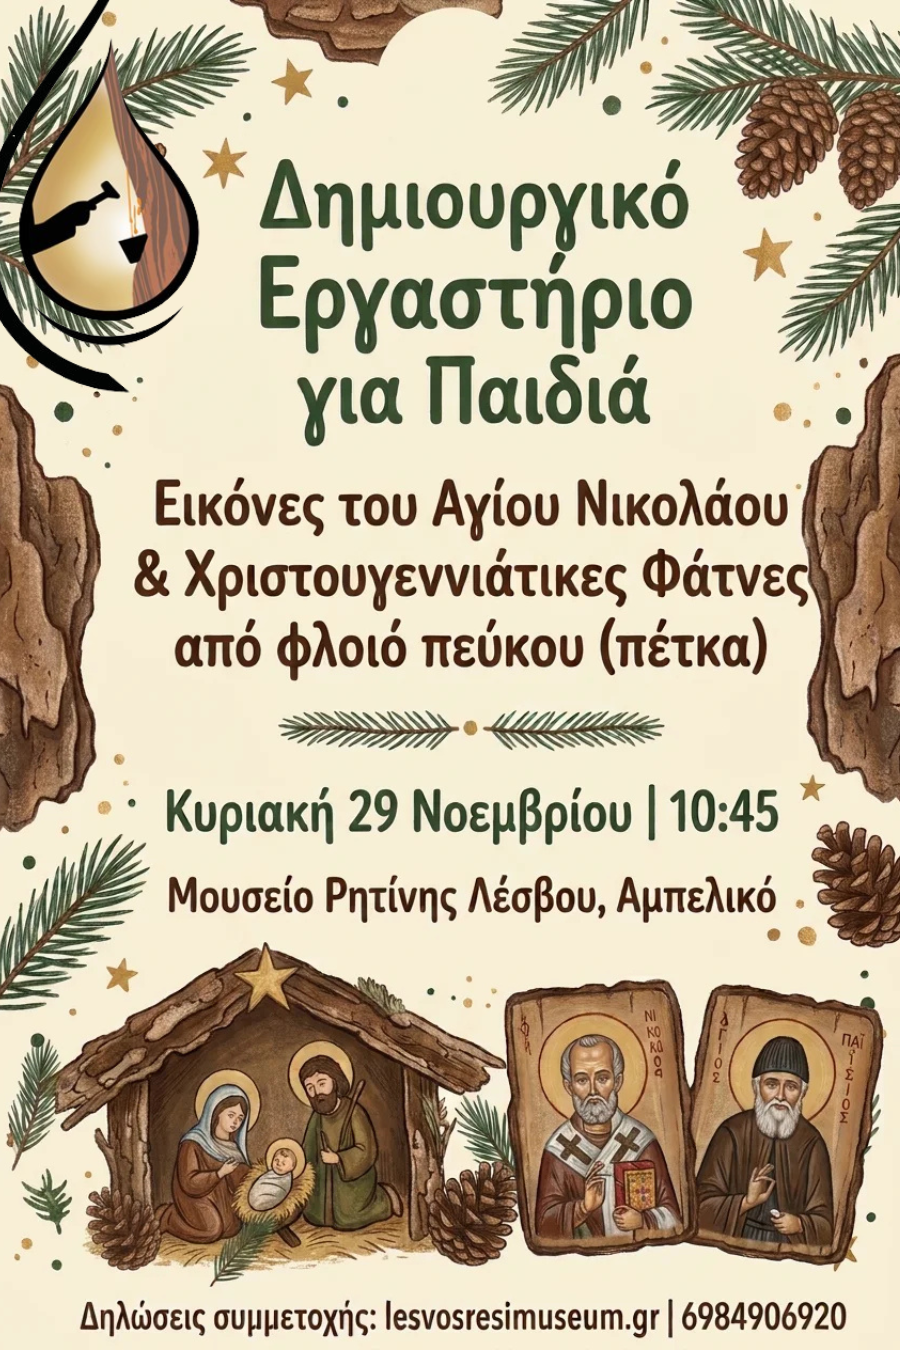 Δημιουργικό
Εργαστήριο
για Παιδιά
Εικόνες του Αγίου Νικολάου
& Χριστουγεννιάτικες Φάτνες
από φλοιό πεύκου (πέτκα)
Κυριακή 29 Νοεμβρίου | 10:45
Μουσείο Ρητίνης Λέσβου, Αμπελικό
ΑΓΙΟΣ
ΠΑΪΣΙΟΣ
Δηλώσεις συμμετοχής: lesvosresimuseum.gr | 6984906920